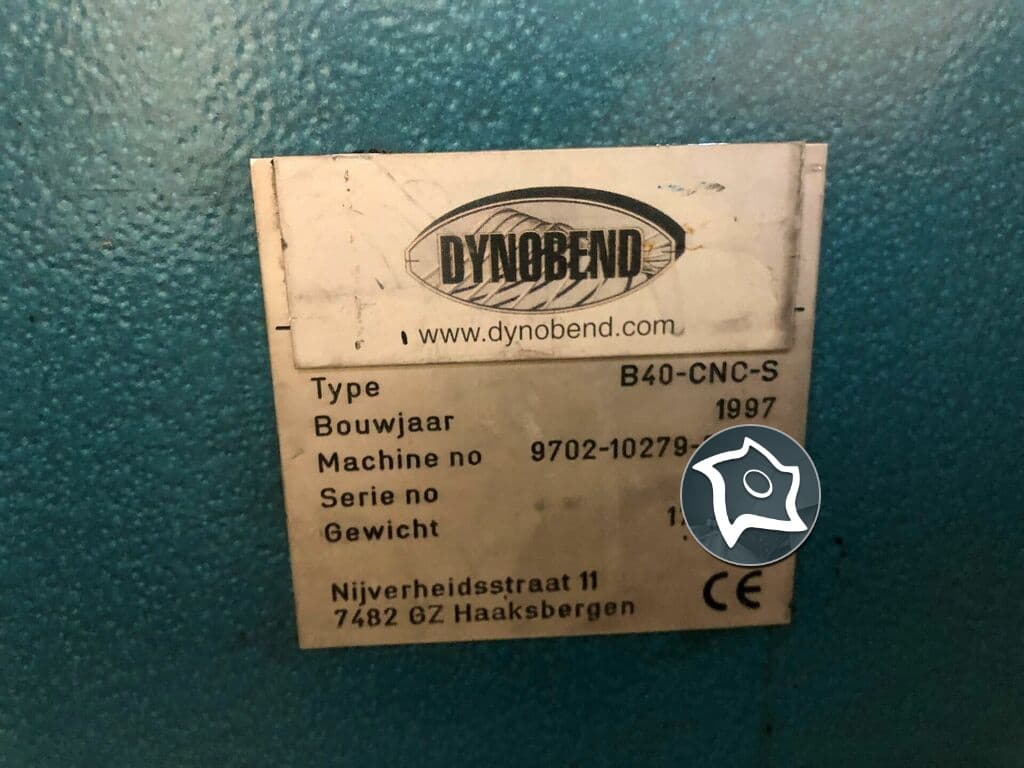 DYNOBEND
www.dynobend.com
Type B40-CNC-S
Bouwjaar 1997
Machine no 9702-10279-
Serie no
Gewicht
Nijverheidsstraat 11
7482 GZ Haaksbergen CE